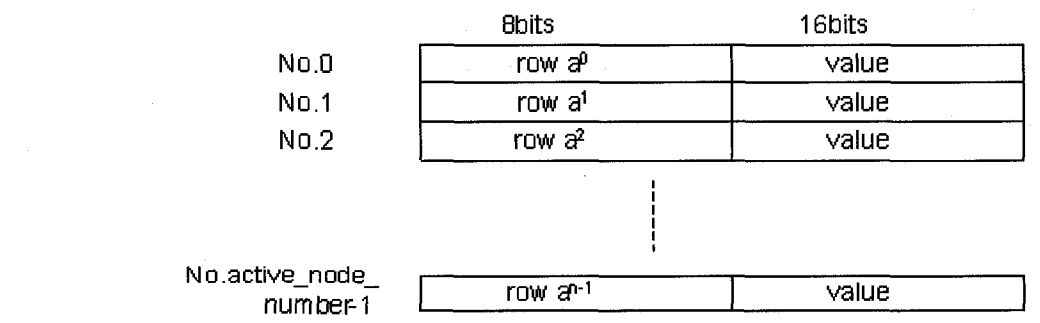 8bits 16bits
No.0 row a⁰ value
No.1 row a¹ value
No.2 row a² value
No.active_node_
number-1 row aⁿ⁻¹ value